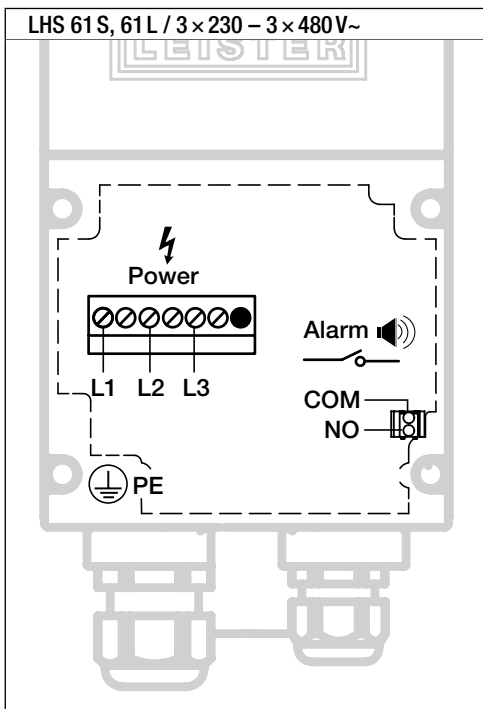 LHS 61 S, 61 L / 3 × 230 – 3 × 480 V~
LEISTER
Power
L1 L2 L3
Alarm
COM
NO
PE